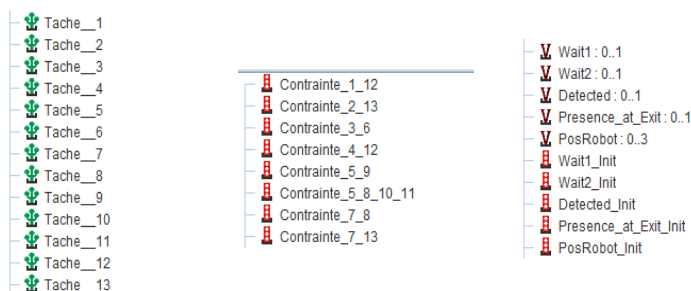 Tache__1
Tache__2
Tache__3
Tache__4
Tache__5
Tache__6
Tache__7
Tache__8
Tache__9
Tache__10
Tache__11
Tache__12
Tache__13
Contrainte_1_12
Contrainte_2_13
Contrainte_3_6
Contrainte_4_12
Contrainte_5_9
Contrainte_5_8_10_11
Contrainte_7_8
Contrainte_7_13
Wait1 : 0..1
Wait2 : 0..1
Detected : 0..1
Presence_at_Exit : 0..1
PosRobot : 0..3
Wait1_Init
Wait2_Init
Detected_Init
Presence_at_Exit_Init
PosRobot_Init